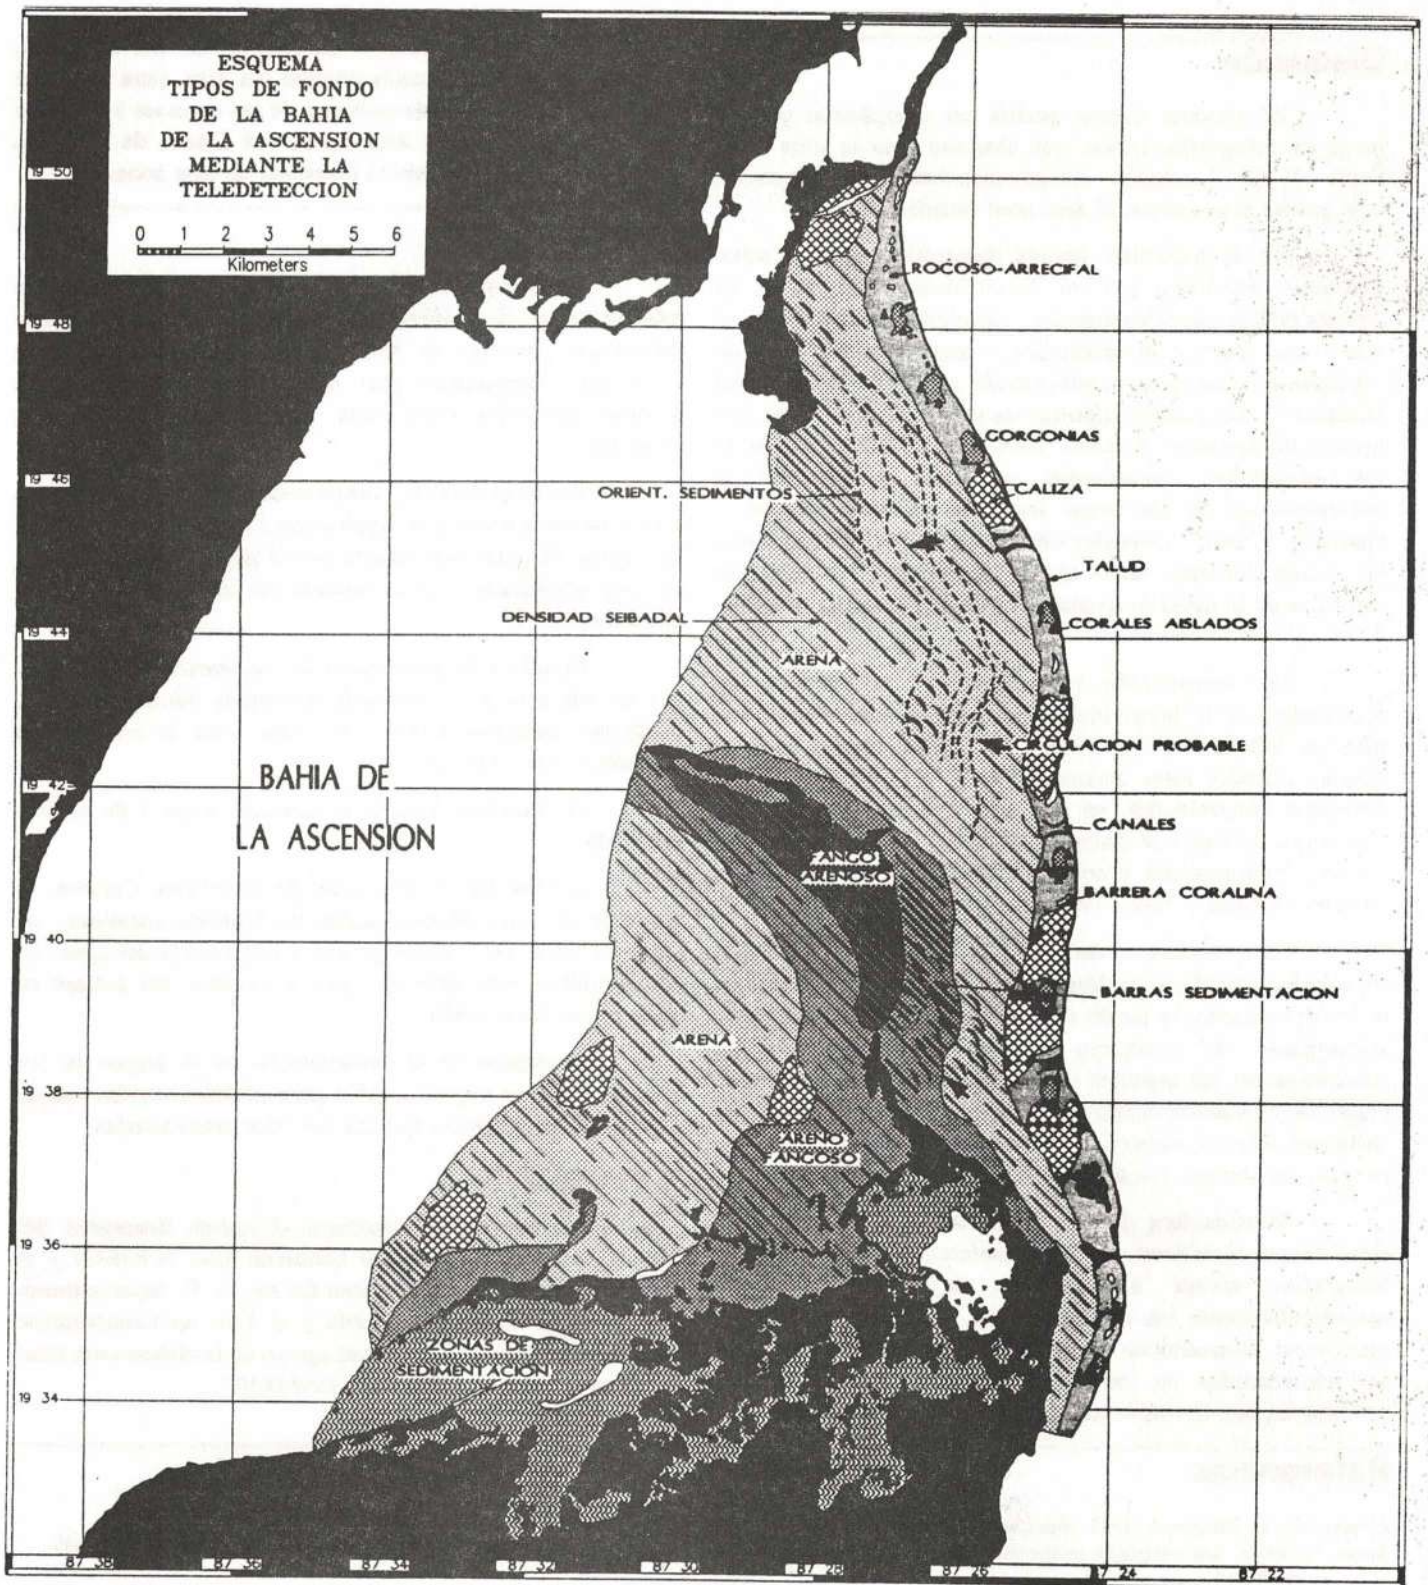 ESQUEMA
TIPOS DE FONDO
DE LA BAHIA
DE LA ASCENSION
MEDIANTE LA
TELEDETECCION
0 1 2 3 4 5 6
Kilometers
19 50
ROCOSO-ARRECIFAL
19 48
GORGONIAS
19 46
ORIENT. SEDIMENTOS
CALIZA
TALUD
DENSIDAD SEIBADAL
CORALES AISLADOS
19 44
ARENA
CIRCULACION PROBABLE
BAHIA DE
LA ASCENSION
19 42
CANALES
FANGO
ARENOSO
BARRERA CORALINA
19 40
BARRAS SEDIMENTACION
ARENA
19 38
ARENO
FANGOSO
19 36
ZONAS DE
SEDIMENTACION
19 34
87 38 87 36 87 34 87 32 87 30 87 28 87 26 87 24 87 22